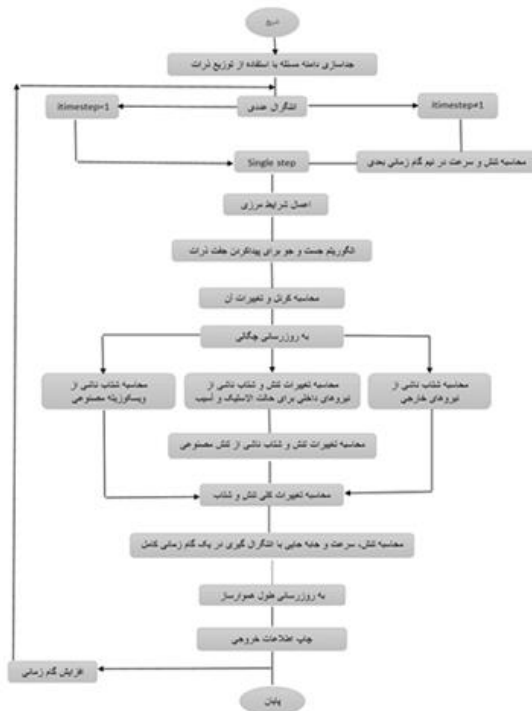 شروع
جداسازی دامنه مسئله با استفاده از توزیع ذرات
itimestep=1
انتگرال عددی
itimestep≠1
Single step
محاسبه تنش و سرعت در نیم گام زمانی بعدی
اعمال شرایط مرزی
الگوریتم جست و جو برای پیداکردن جفت ذرات
محاسبه کرنل و تغییرات آن
به روزرسانی چگالی
محاسبه شتاب ناشی از
ویسکوزیته مصنوعی
محاسبه تغییرات تنش و شتاب ناشی از
نیروهای داخلی برای حالت الاستیک و آسیب
محاسبه شتاب ناشی از
نیروهای خارجی
محاسبه تغییرات تنش و شتاب ناشی از تنش مصنوعی
محاسبه تغییرات کلی تنش و شتاب
محاسبه تنش، سرعت و جابه جایی با انتگرال گیری در یک گام زمانی کامل
به روزرسانی طول هموارساز
چاپ اطلاعات خروجی
افزایش گام زمانی
پایان